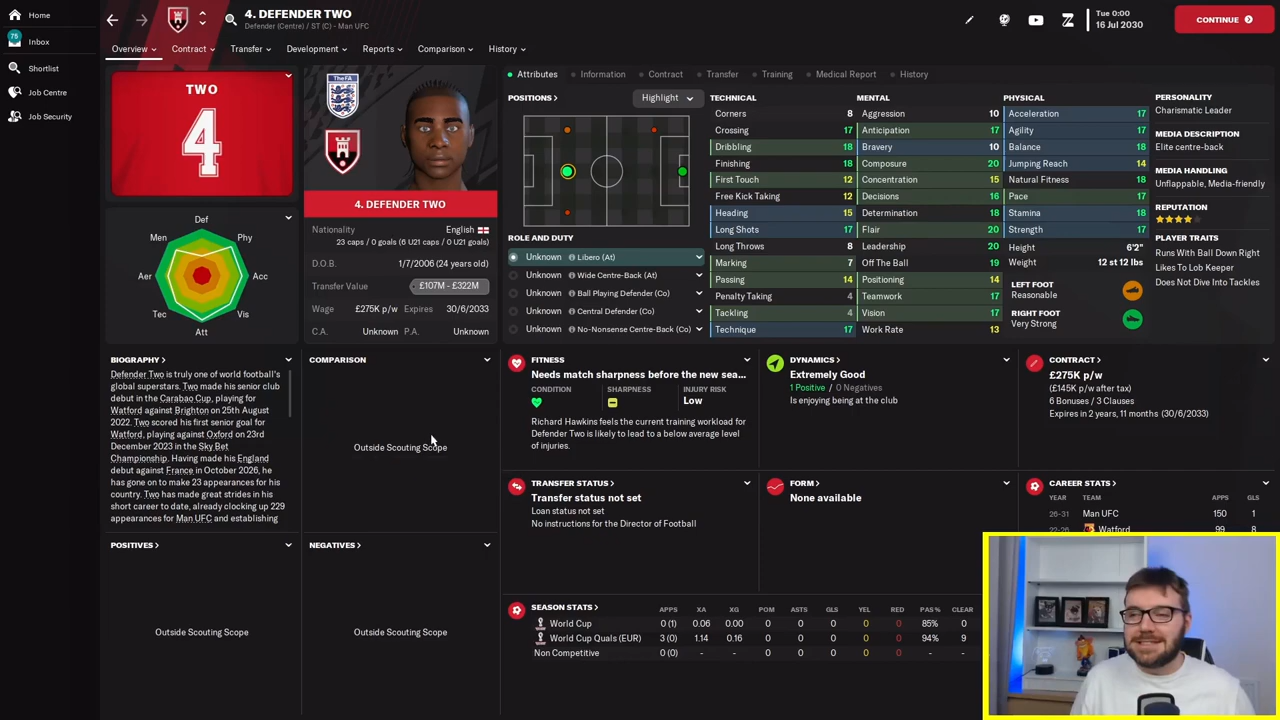 Home
75
Inbox
Shortlist
Job Centre
Job Security
4. DEFENDER TWO
Defender (Centre) / ST (C) - Man UFC
Tue 0:00
16 Jul 2030
CONTINUE
Overview
Contract
Transfer
Development
Reports
Comparison
History
TWO
4
The FA
4. DEFENDER TWO
Nationality English
23 caps / 0 goals (6 U21 caps / 0 U21 goals)
D.O.B. 1/7/2006 (24 years old)
Transfer Value £107M - £322M
Wage £275K p/w Expires 30/6/2033
C.A. Unknown P.A. Unknown
Def
Phy
Acc
Vis
Att
Tec
Aer
Men
Attributes
Information
Contract
Transfer
Training
Medical Report
History
POSITIONS
Highlight
ROLE AND DUTY
Unknown Libero (At)
Unknown Wide Centre-Back (At)
Unknown Ball Playing Defender (Co)
Unknown Central Defender (Co)
Unknown No-Nonsense Centre-Back (Co)
TECHNICAL
Corners 8
Crossing 17
Dribbling 18
Finishing 18
First Touch 12
Free Kick Taking 12
Heading 15
Long Shots 17
Long Throws 8
Marking 7
Passing 14
Penalty Taking 4
Tackling 4
Technique 17
MENTAL
Aggression 10
Anticipation 17
Bravery 10
Composure 20
Concentration 15
Decisions 16
Determination 18
Flair 20
Leadership 20
Off The Ball 19
Positioning 14
Teamwork 17
Vision 17
Work Rate 13
PHYSICAL
Acceleration 17
Agility 17
Balance 18
Jumping Reach 14
Natural Fitness 18
Pace 17
Stamina 18
Strength 17
Height 6'2"
Weight 12 st 12 lbs
LEFT FOOT
Reasonable
RIGHT FOOT
Very Strong
PERSONALITY
Charismatic Leader
MEDIA DESCRIPTION
Elite centre-back
MEDIA HANDLING
Unflappable, Media-friendly
REPUTATION
PLAYER TRAITS
Runs With Ball Down Right
Likes To Lob Keeper
Does Not Dive Into Tackles
BIOGRAPHY
Defender Two is truly one of world football's
global superstars. Two made his senior club
debut in the Carabao Cup, playing for
Watford against Brighton on 25th August
2022. Two scored his first senior goal for
Watford, playing against Oxford on 23rd
December 2023 in the Sky Bet
Championship. Having made his England
debut against France in October 2026, he
has gone on to make 23 appearances for his
country. Two has made great strides in his
short career to date, already clocking up 229
appearances for Man UFC and establishing
COMPARISON
Outside Scouting Scope
POSITIVES
Outside Scouting Scope
NEGATIVES
Outside Scouting Scope
FITNESS
Needs match sharpness before the new sea...
CONDITION
SHARPNESS
INJURY RISK
Low
Richard Hawkins feels the current training workload for
Defender Two is likely to lead to a below average level
of injuries.
DYNAMICS
Extremely Good
1 Positive / 0 Negatives
Is enjoying being at the club
CONTRACT
£275K p/w
(£145K p/w after tax)
6 Bonuses / 3 Clauses
Expires in 2 years, 11 months (30/6/2033)
TRANSFER STATUS
Transfer status not set
Loan status not set
No instructions for the Director of Football
FORM
None available
CAREER STATS
YEAR TEAM APPS GLS
26-31 Man UFC 150 1
22-26 Watford 99 8
SEASON STATS APPS XA XG POM ASTS GLS YEL RED PAS% CLEAR
World Cup 0 (1) 0.06 0.00 0 0 0 0 0 85% 0
World Cup Quals (EUR) 3 (0) 1.14 0.16 0 0 0 0 0 94% 9
Non Competitive 0 (0) - - 0 0 0 0 0 - -